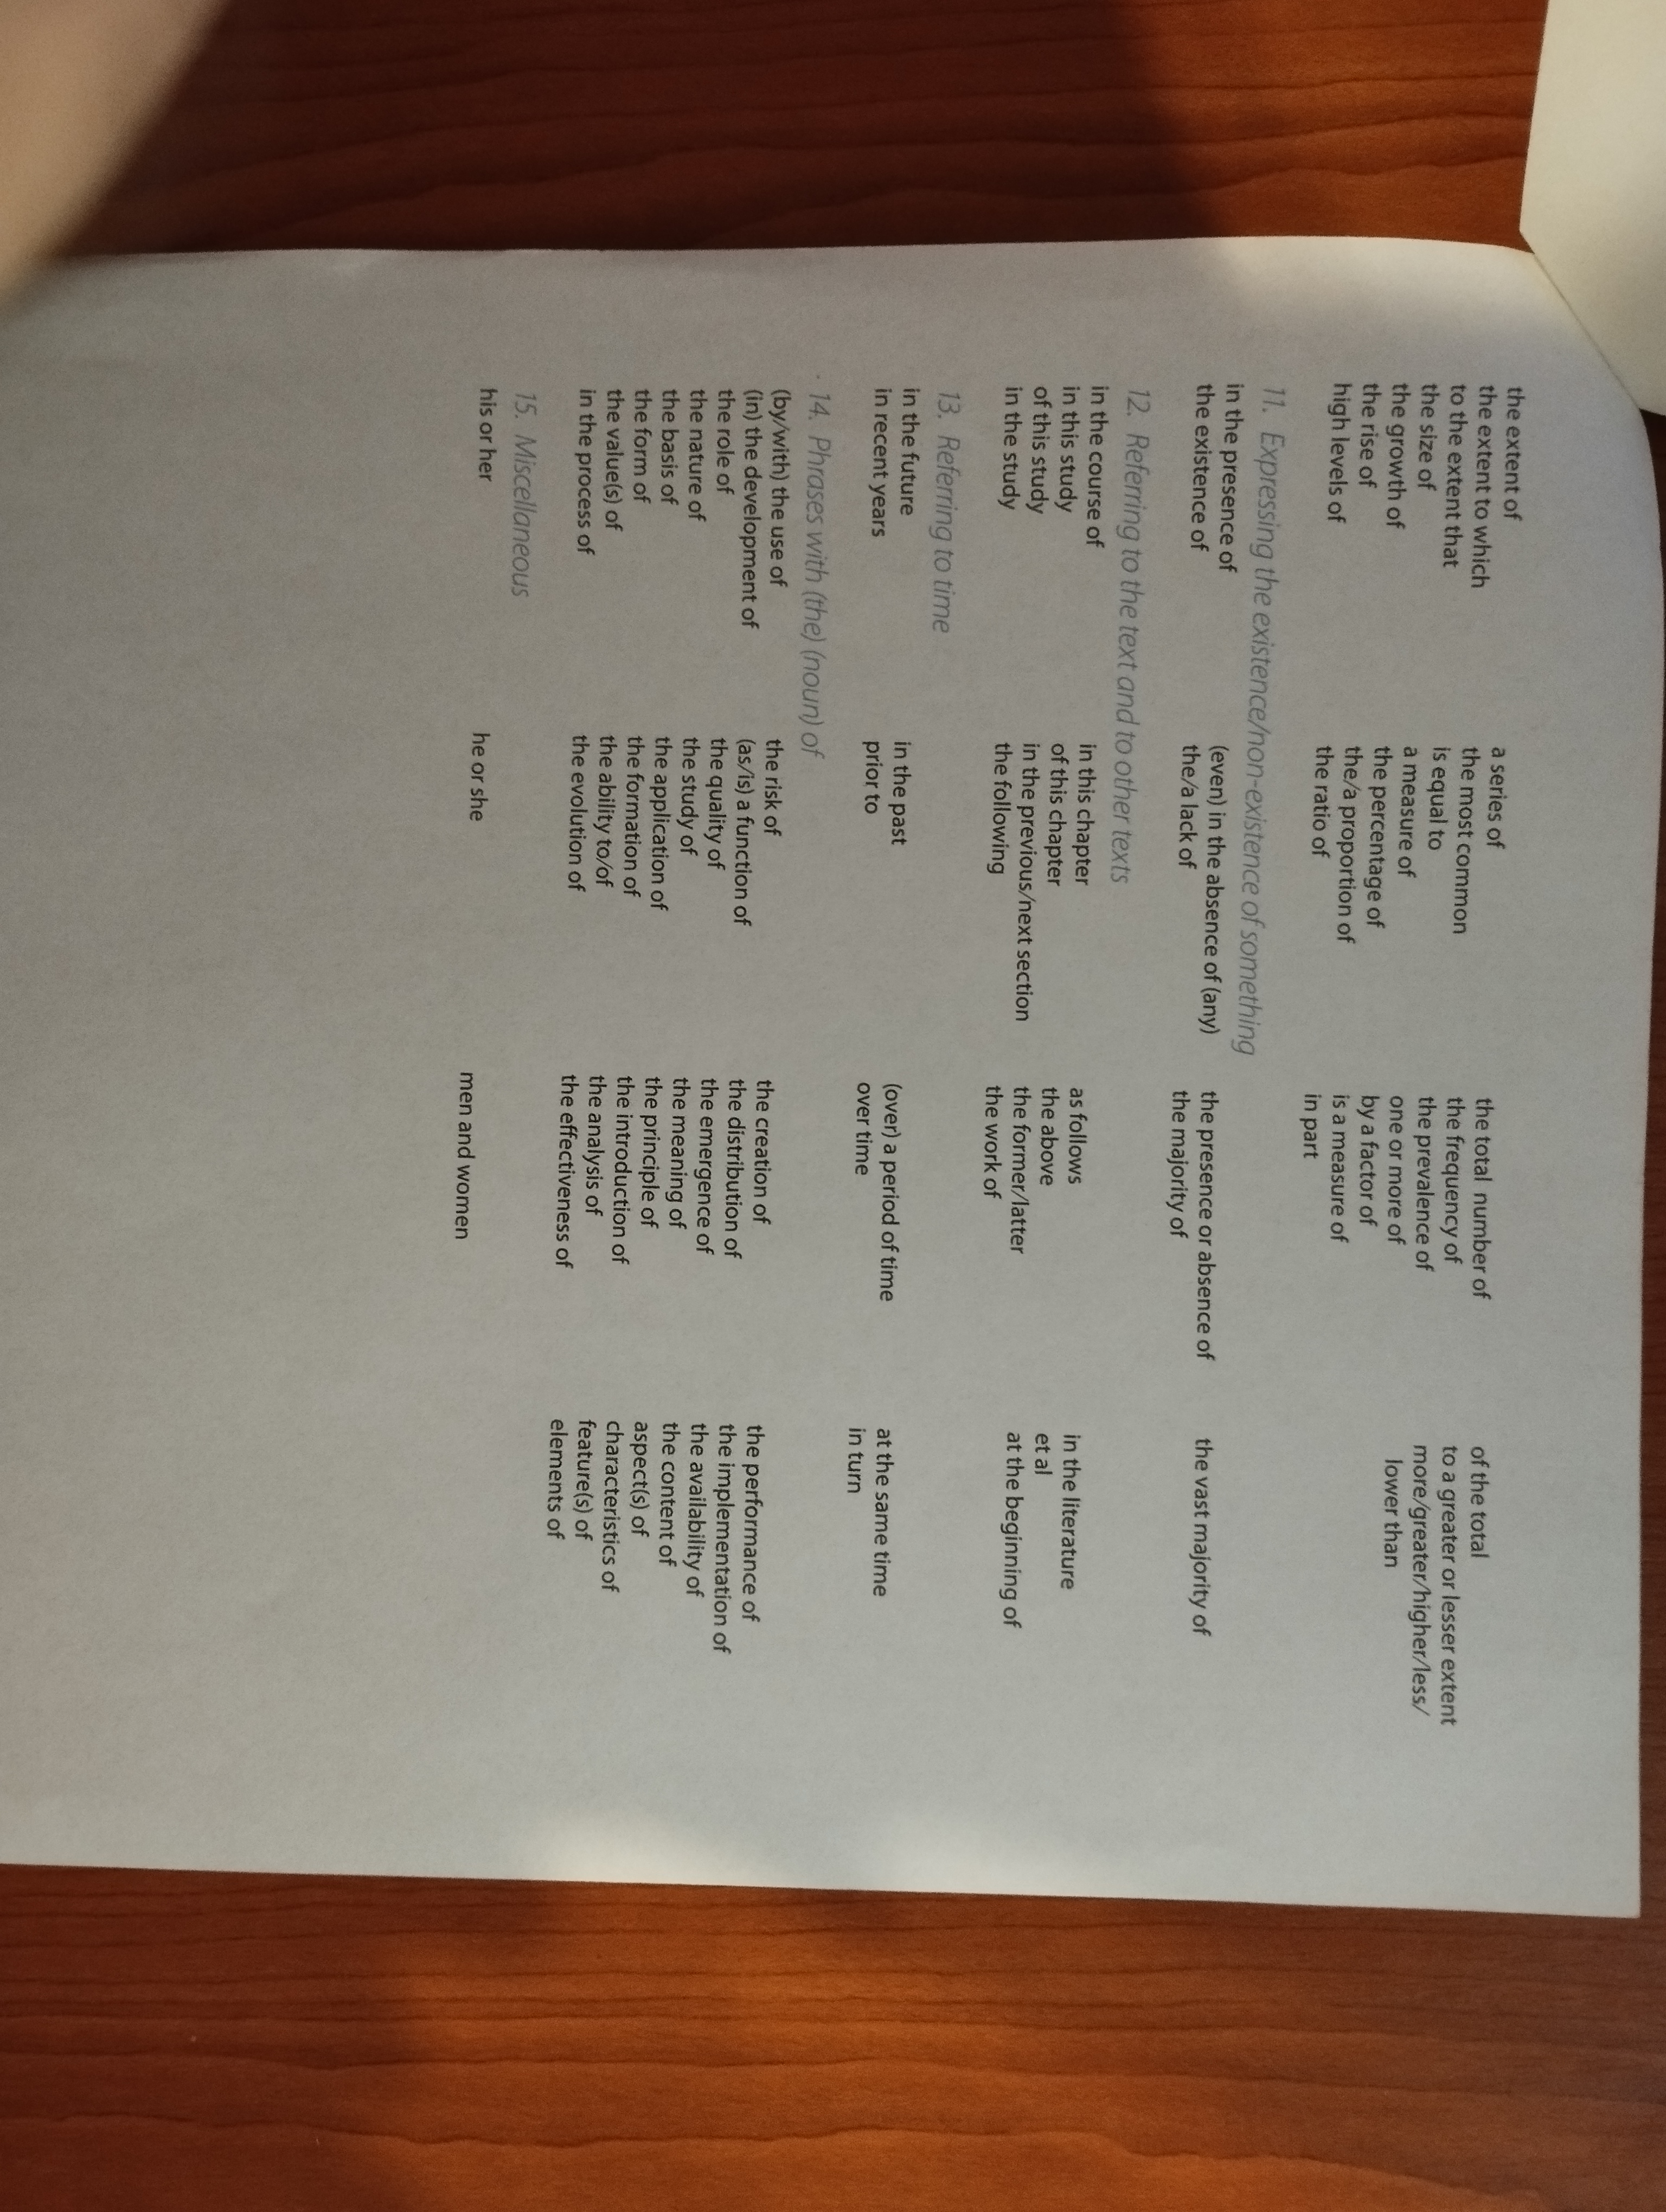 the extent of	a series of	the total number of	of the total
the extent to which	the most common	the frequency of	to a greater or lesser extent
to the extent that	is equal to	the prevalence of	more/greater/higher/less/
the size of	a measure of	one or more of	lower than
the growth of	the percentage of	by a factor of
the rise of	the/a proportion of	is a measure of
high levels of	the ratio of	in part
11. Expressing the existence/non-existence of something
in the presence of	(even) in the absence of (any)	the presence or absence of	the vast majority of
the existence of	the/a lack of	the majority of
12. Referring to the text and to other texts
in the course of	in this chapter	as follows	in the literature
in this study	of this chapter	the above	et al
of this study	in the previous/next section	the former/latter	at the beginning of
in the study	the following	the work of
13. Referring to time
in the future	in the past	(over) a period of time	at the same time
in recent years	prior to	over time	in turn
14. Phrases with (the) (noun) of
(by/with) the use of	the risk of	the creation of	the performance of
(in) the development of	(as/is) a function of	the distribution of	the implementation of
the role of	the quality of	the emergence of	the availability of
the nature of	the study of	the meaning of	the content of
the basis of	the application of	the principle of	aspect(s) of
the form of	the formation of	the introduction of	characteristics of
the value(s) of	the ability to/of	the analysis of	feature(s) of
in the process of	the evolution of	the effectiveness of	elements of
15. Miscellaneous
his or her	he or she	men and women